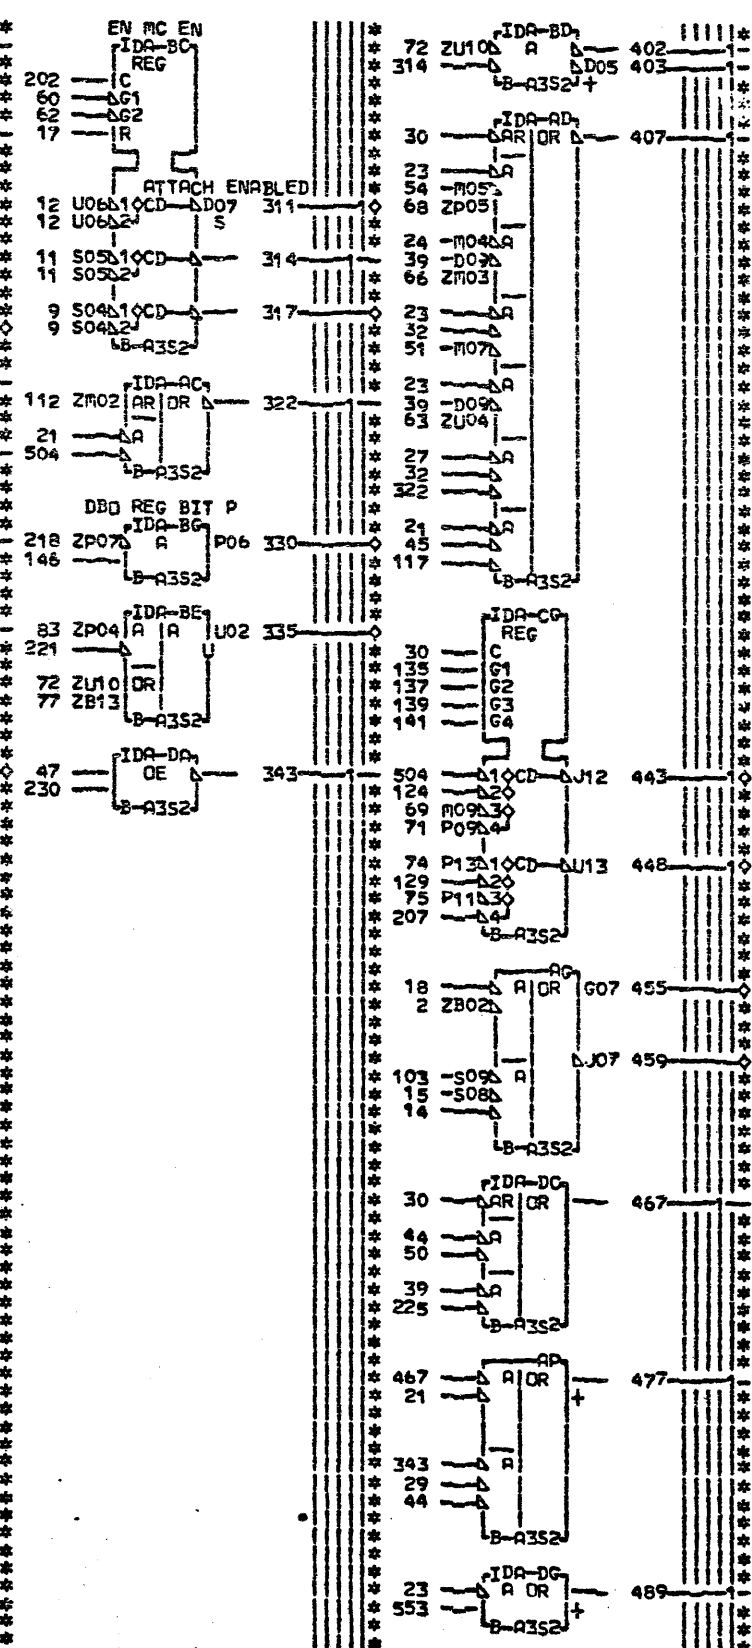 EN MC EN
IDA-BC
REG
202 C
60 G1
62 G2
17 R
ATTACH ENABLED
12 U06 1 CD D07 311
12 U06 2 S
11 S05 1 CD 314
11 S05 2
9 S04 1 CD 317
9 S04 2
B-A3S2
IDA-AC
112 ZM02 AR OR 322
21 A
504
B-A3S2
DBO REG BIT P
IDA-BG
218 ZP07 A P06 330
146
B-A3S2
IDA-BE
83 ZP04 A A U02 335
221 U
72 ZU10 OR
77 ZB13
B-A3S2
IDA-DA
47 OE 343
230
B-A3S2
IDA-BD
72 ZU10 A 402
314 D05 403
B-A3S2 +
IDA-AD
30 AR OR 407
23 A
54 -M05
68 ZP05
24 -M04 A
39 -D09
66 ZM03
23 A
32
51 -M07
23 A
39 -D09
63 ZU04
27 A
32
322
21 A
45
117
B-A3S2
IDA-CG
REG
30 C
135 G1
137 G2
139 G3
141 G4
504 1 CD J12 443
124 2
69 M09 3
71 P09 4
74 P13 1 CD U13 448
129 2
75 P11 3
207 4
B-A3S2
AG
18 A OR G07 455
2 ZB02
J07 459
103 -S09 A
15 -S08
14
B-A3S2
IDA-DC
30 AR OR 467
44 A
50
39 A
225
B-A3S2
AP
467 A OR 477
21 +
343 A
29
44
B-A3S2
IDA-DG
23 A OR 489
553 +
B-A3S2